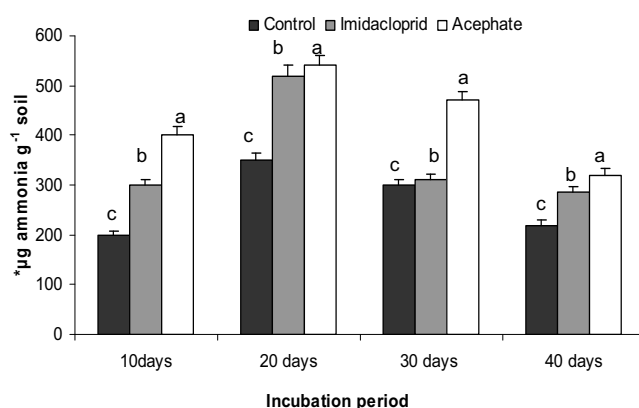 Control Imidacloprid Acephate
600
500
400
300
200
100
0
*µg ammonia g⁻¹ soil
c b a
c b a
c b a
c b a
10days 20 days 30 days 40 days
Incubation period